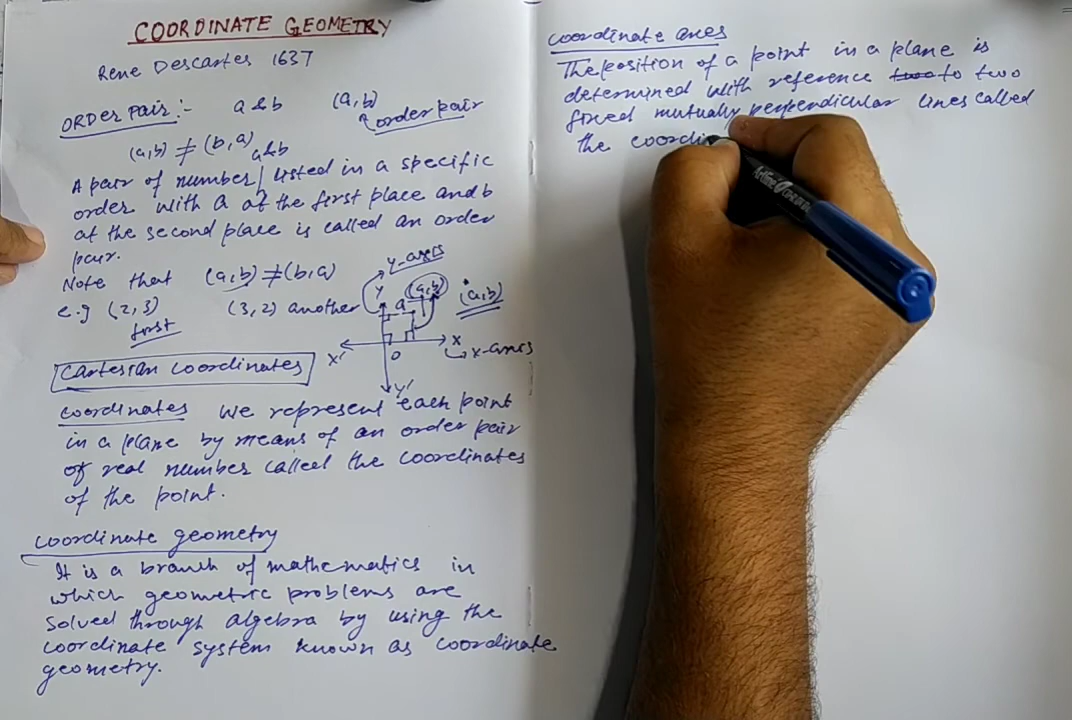 COORDINATE GEOMETRY
Rene Descartes 1637
ORDER PAIR:- a & b (a,b)
order pair
(a,b) ≠ (b,a)
a & b
A pair of number listed in a specific
order with a at the first place and b
at the second place is called an order
pair.
Note that (a,b) ≠ (b,a)
e.g (2,3) (3,2) another
first
y-axis
Y
a (a,b) (a,b)
X' O X
x-axis
Y'
Cartesian coordinates
coordinates we represent each point
in a plane by means of an order pair
of real number called the coordinates
of the point.
coordinate geometry
It is a branch of mathematics in
which geometric problems are
solved through algebra by using the
coordinate system known as coordinate
geometry.
coordinate axes
The position of a point in a plane is
determined with reference to two
fixed mutually perpendicular lines called
the coordi